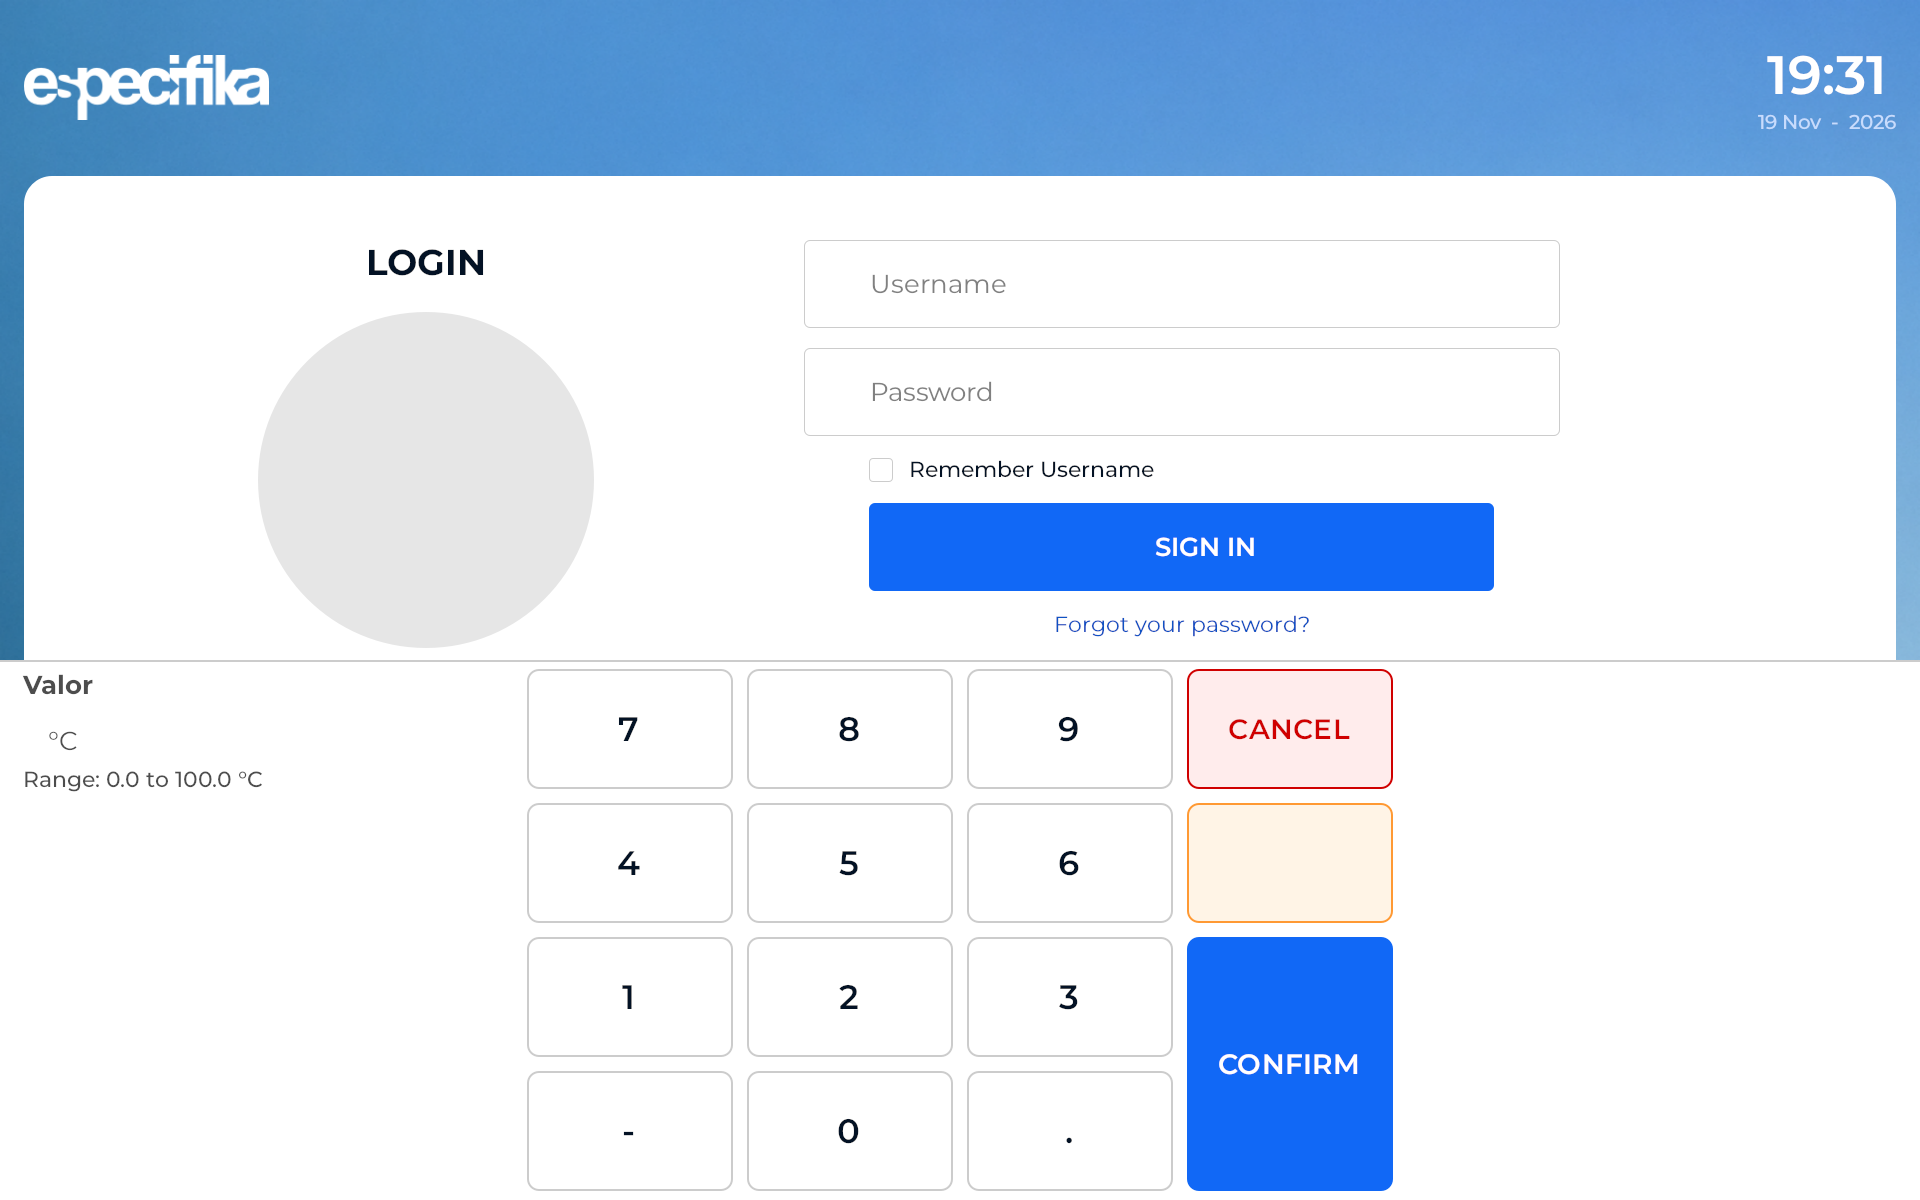 especifika
19:31
19 Nov - 2026
LOGIN
Username
Password
Remember Username
SIGN IN
Forgot your password?
Valor
°C
Range: 0.0 to 100.0 °C
7 8 9 CANCEL
4 5 6
1 2 3
CONFIRM
- 0 .